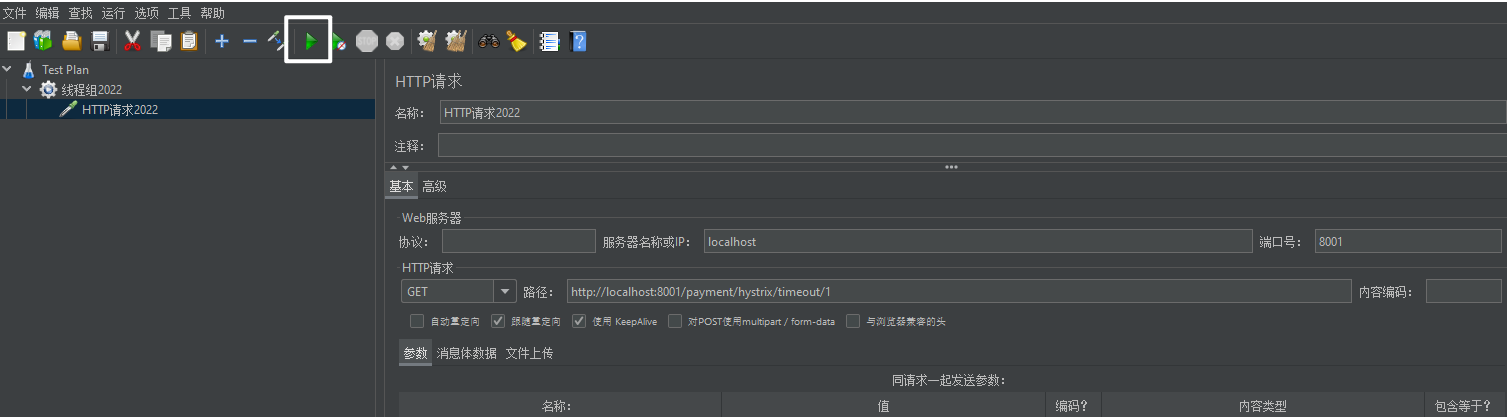 文件 编辑 查找 运行 选项 工具 帮助
STOP
Test Plan
线程组2022
HTTP请求2022
HTTP请求
名称： HTTP请求2022
注释：
基本 高级
Web服务器
协议： 服务器名称或IP： localhost 端口号： 8001
HTTP请求
GET 路径： http://localhost:8001/payment/hystrix/timeout/1 内容编码：
自动重定向 跟随重定向 使用 KeepAlive 对POST使用multipart / form-data 与浏览器兼容的头
参数 消息体数据 文件上传
同请求一起发送参数：
名称： 值 编码？ 内容类型 包含等于？